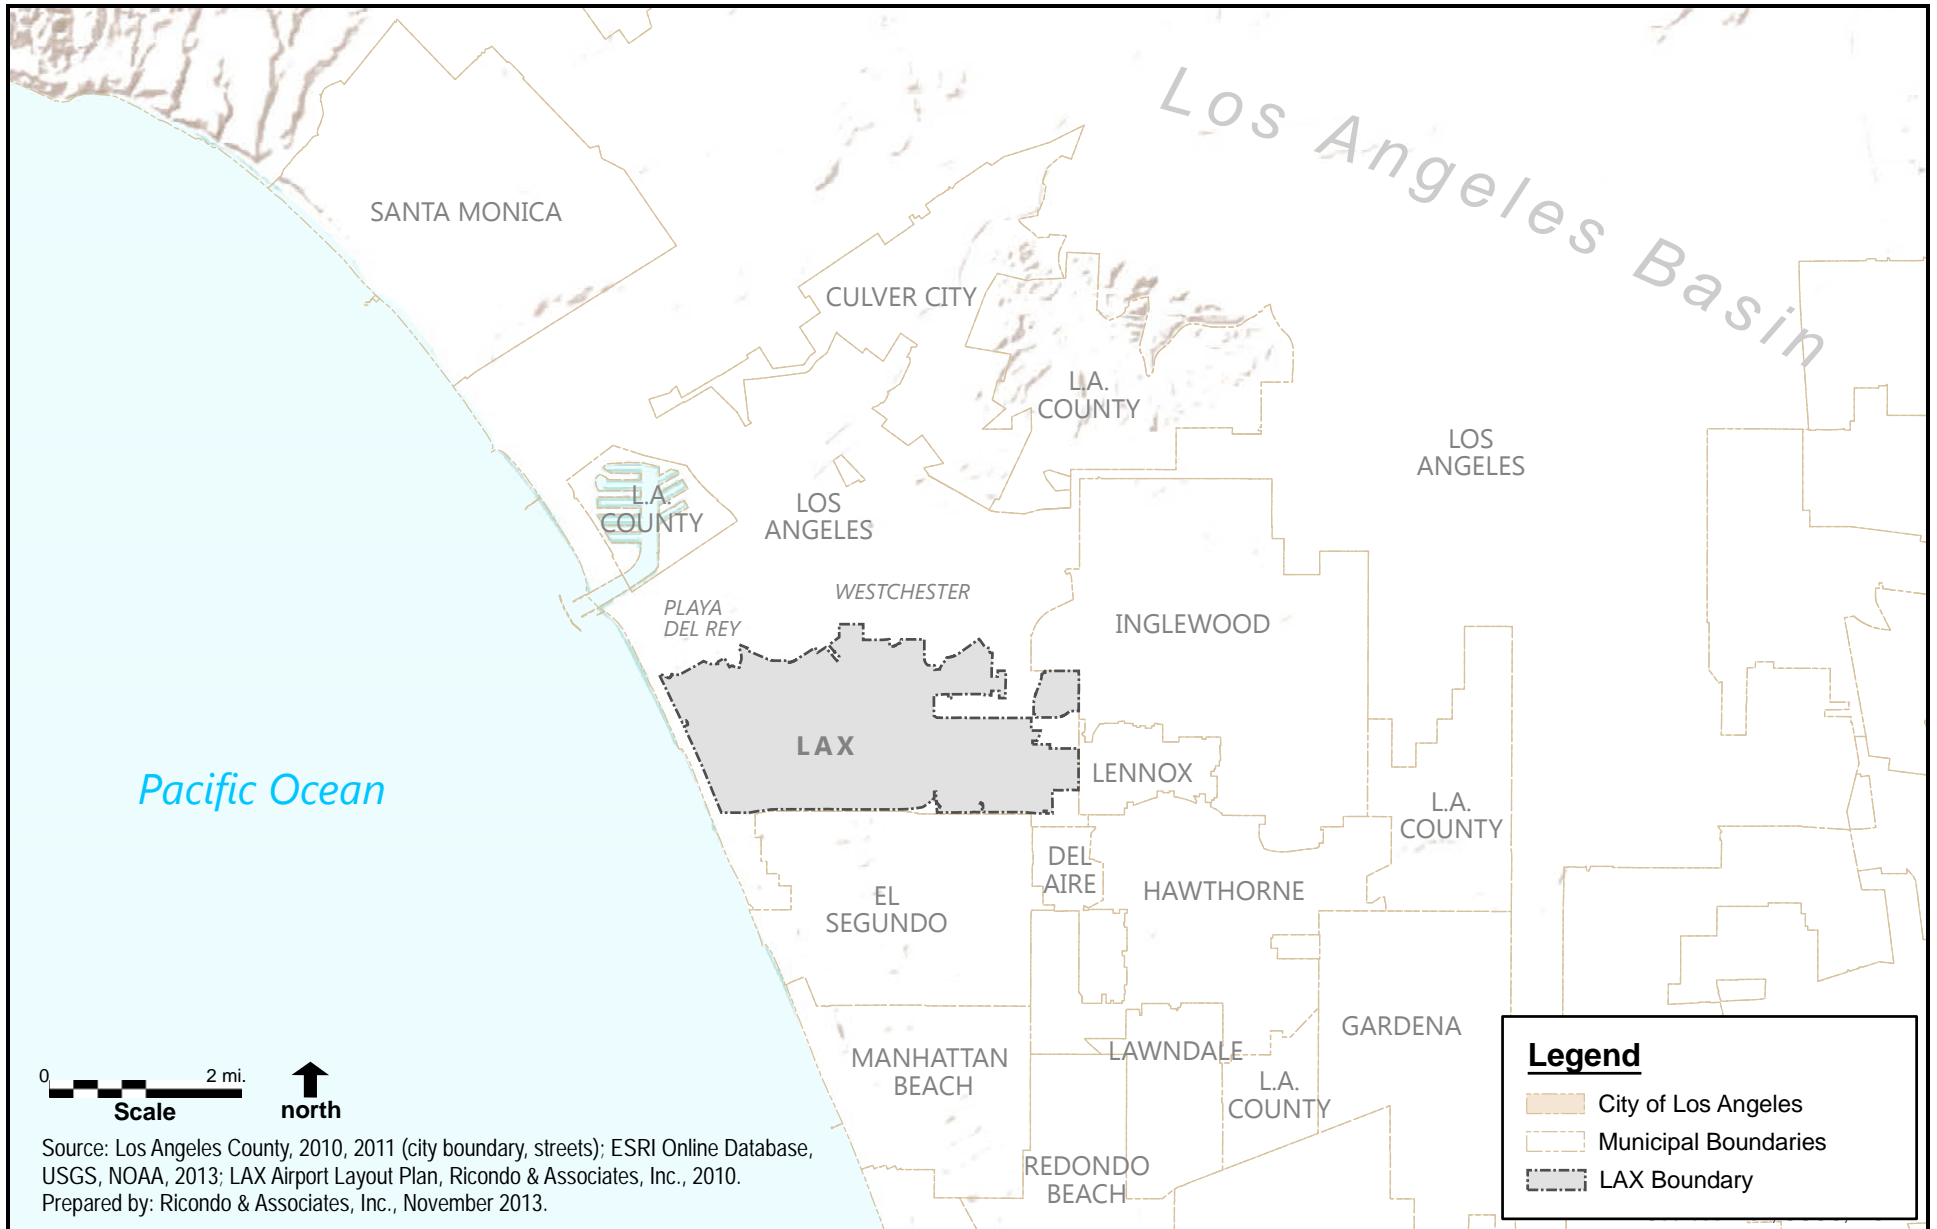 Los Angeles Basin
SANTA MONICA
CULVER CITY
L.A.
COUNTY
LOS
ANGELES
L.A.
COUNTY
LOS
ANGELES
PLAYA
DEL REY
WESTCHESTER
INGLEWOOD
LAX
LENNOX
Pacific Ocean
L.A.
COUNTY
DEL
AIRE
HAWTHORNE
EL
SEGUNDO
GARDENA
MANHATTAN
BEACH
LAWNDALE
L.A.
COUNTY
REDONDO
BEACH
0 2 mi.
Scale
north
Source: Los Angeles County, 2010, 2011 (city boundary, streets); ESRI Online Database,
USGS, NOAA, 2013; LAX Airport Layout Plan, Ricondo & Associates, Inc., 2010.
Prepared by: Ricondo & Associates, Inc., November 2013.
Legend
City of Los Angeles
Municipal Boundaries
LAX Boundary